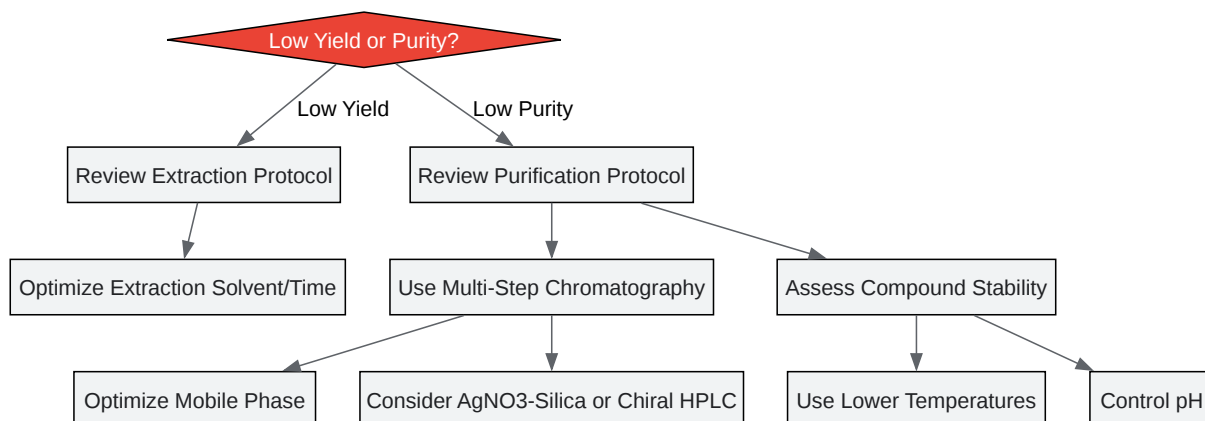 Low Yield or Purity?
Low Yield
Low Purity
Review Extraction Protocol
Review Purification Protocol
Optimize Extraction Solvent/Time
Use Multi-Step Chromatography
Assess Compound Stability
Optimize Mobile Phase
Consider AgNO3-Silica or Chiral HPLC
Use Lower Temperatures
Control pH